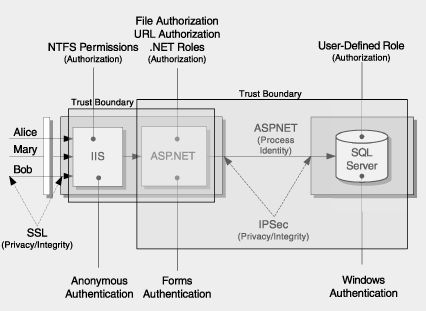 File Authorization
URL Authorization
NTFS Permissions
(Authorization)
.NET Roles
(Authorization)
User-Defined Role
(Authorization)
Trust Boundary
Trust Boundary
Alice
Mary
Bob
IIS
ASP.NET
ASPNET
(Process
Identity)
SQL
Server
SSL
(Privacy/Integrity)
IPSec
(Privacy/Integrity)
Anonymous
Authentication
Forms
Authentication
Windows
Authentication